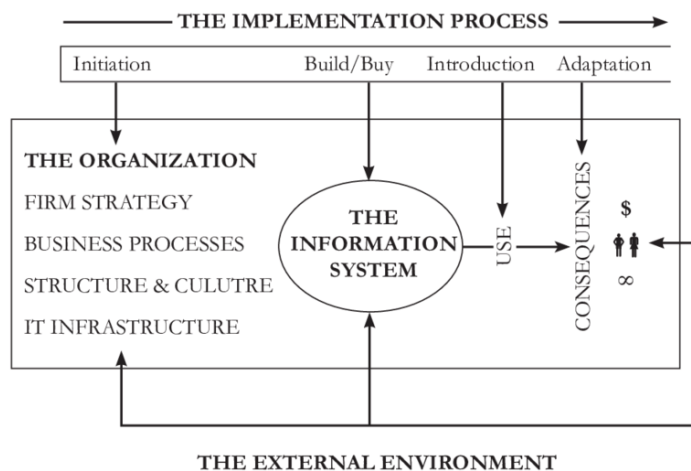 THE IMPLEMENTATION PROCESS
Initiation Build/Buy Introduction Adaptation
THE ORGANIZATION
FIRM STRATEGY
BUSINESS PROCESSES
STRUCTURE & CULUTRE
IT INFRASTRUCTURE
THE
INFORMATION
SYSTEM
USE
CONSEQUENCES
$
∞
THE EXTERNAL ENVIRONMENT